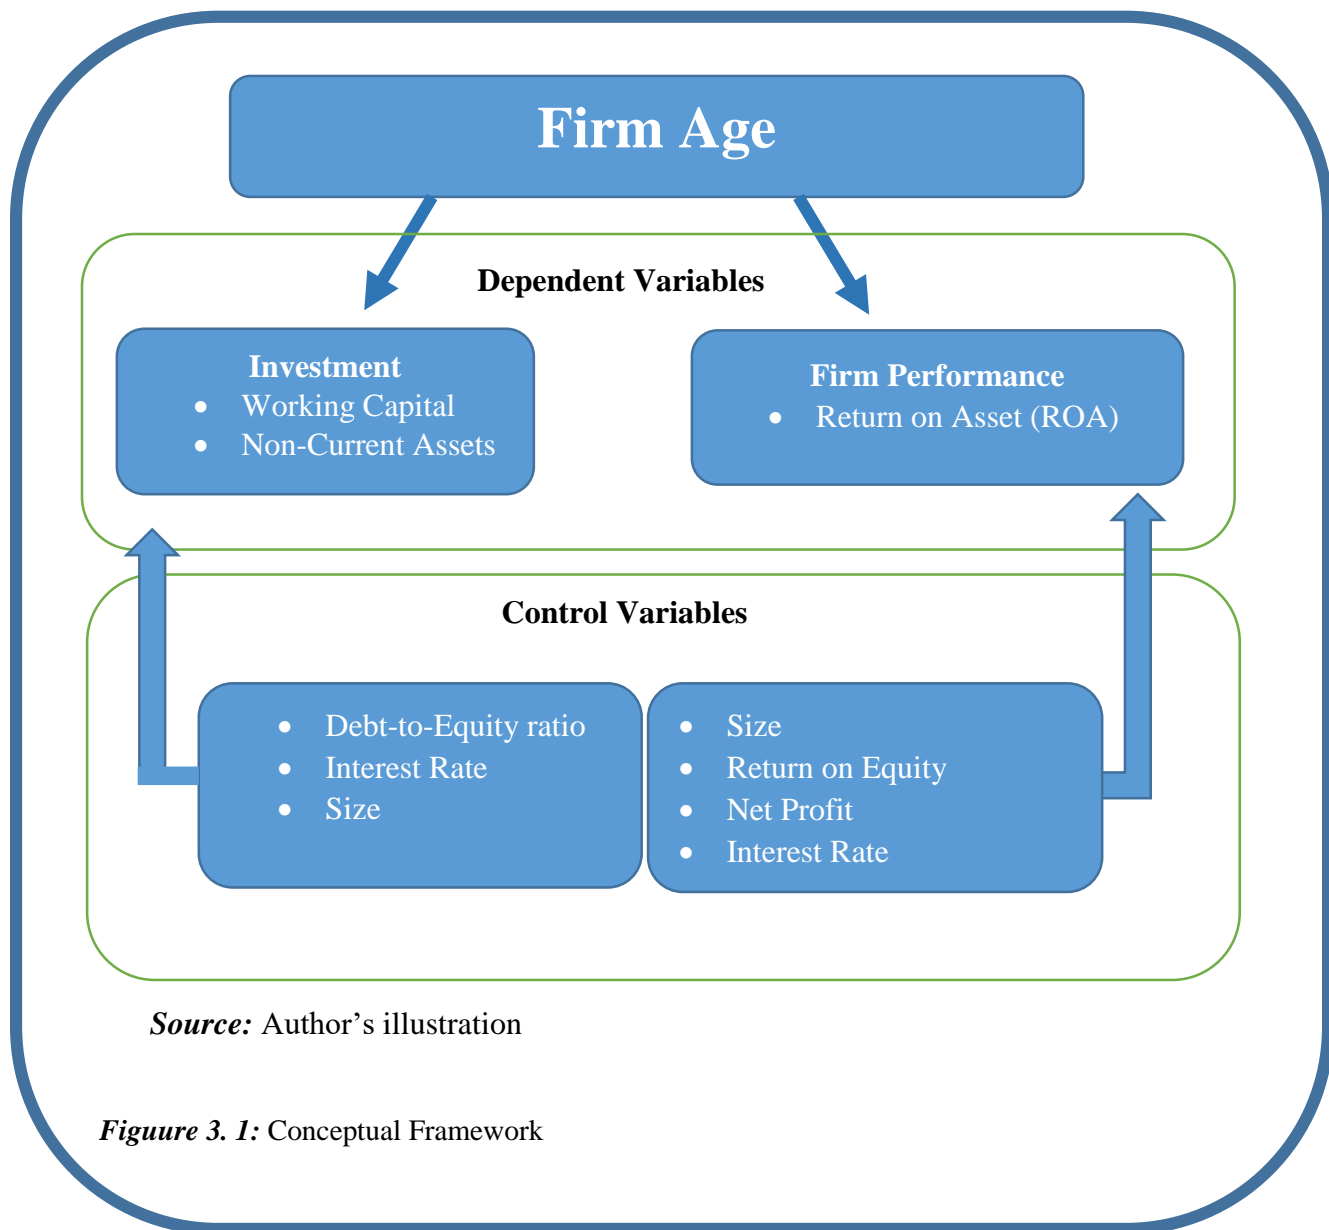 Firm Age
Dependent Variables
Investment
• Working Capital
• Non-Current Assets
Firm Performance
• Return on Asset (ROA)
Control Variables
• Debt-to-Equity ratio
• Interest Rate
• Size
• Size
• Return on Equity
• Net Profit
• Interest Rate
Source: Author’s illustration
Figuure 3. 1: Conceptual Framework